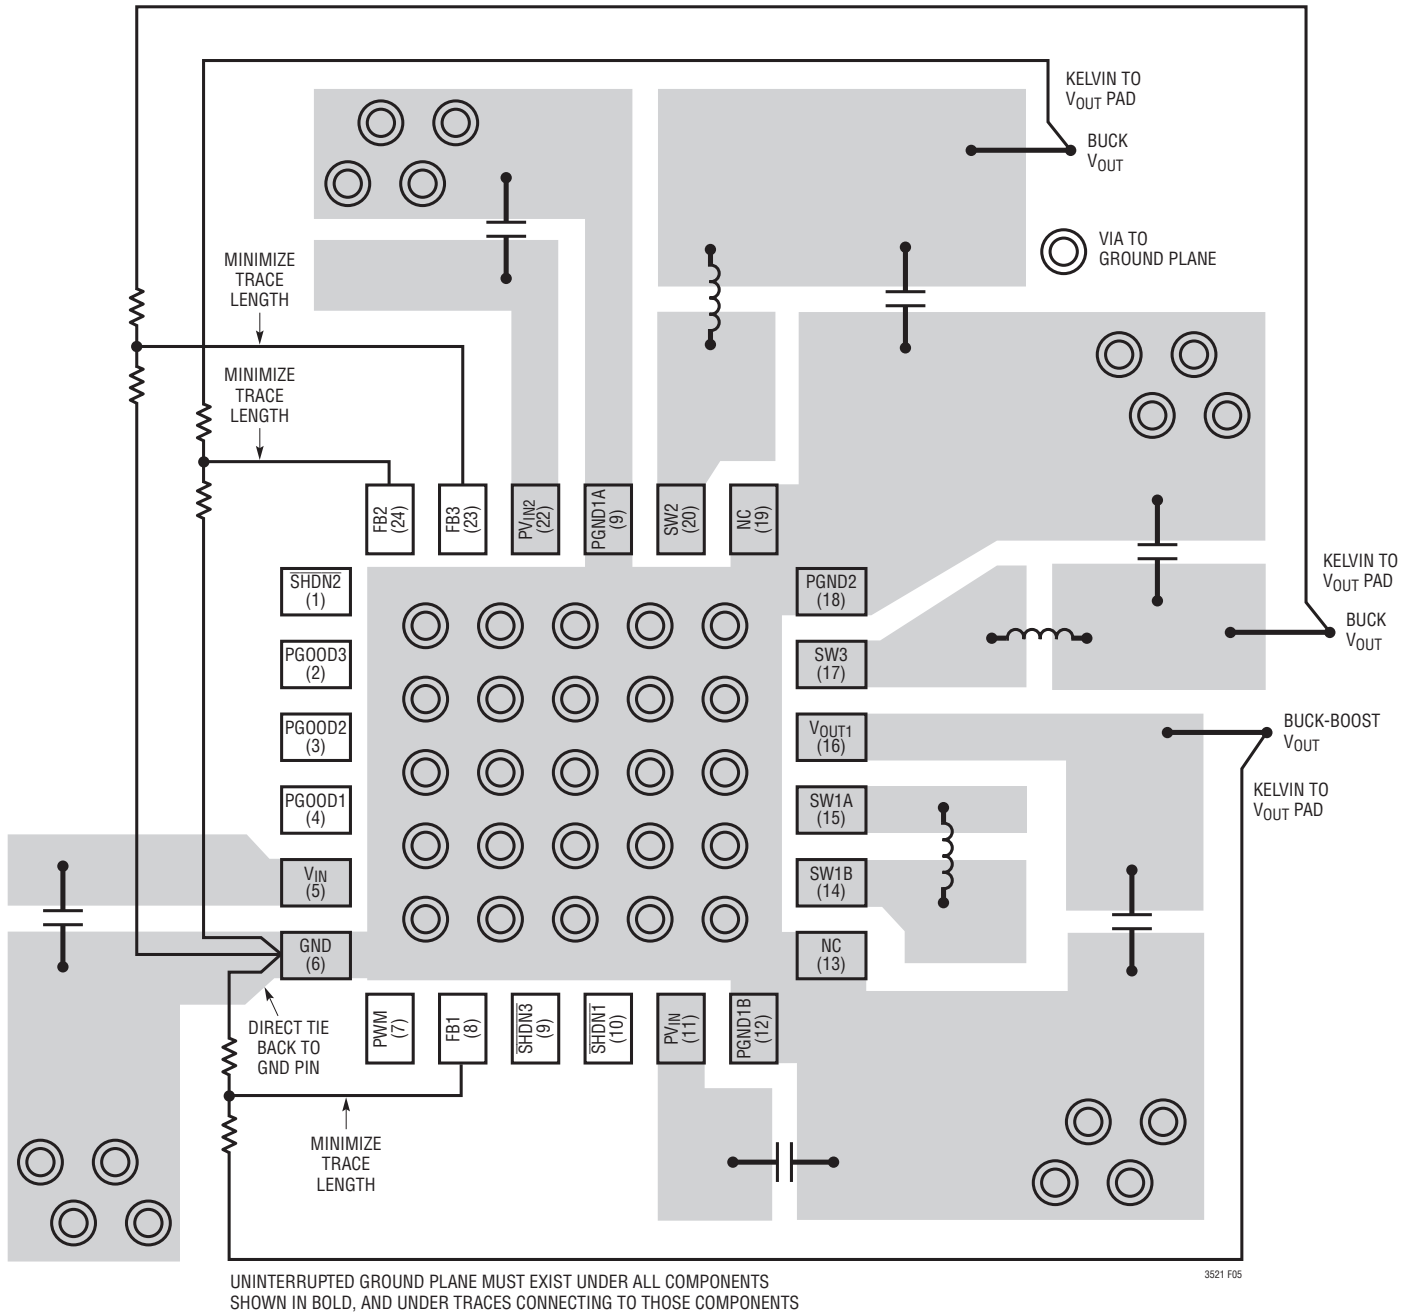 KELVIN TO
VOUT PAD
BUCK
VOUT
VIA TO
GROUND PLANE
MINIMIZE
TRACE
LENGTH
MINIMIZE
TRACE
LENGTH
FB2
(24)
FB3
(23)
PVIN2
(22)
PGND1A
(9)
SW2
(20)
NC
(19)
SHDN2
(1)
PGOOD3
(2)
PGOOD2
(3)
PGOOD1
(4)
VIN
(5)
GND
(6)
PGND2
(18)
SW3
(17)
VOUT1
(16)
SW1A
(15)
SW1B
(14)
NC
(13)
KELVIN TO
VOUT PAD
BUCK
VOUT
BUCK-BOOST
VOUT
KELVIN TO
VOUT PAD
PWM
(7)
FB1
(8)
SHDN3
(9)
SHDN1
(10)
PVIN
(11)
PGND1B
(12)
DIRECT TIE
BACK TO
GND PIN
MINIMIZE
TRACE
LENGTH
3521 F05
UNINTERRUPTED GROUND PLANE MUST EXIST UNDER ALL COMPONENTS
SHOWN IN BOLD, AND UNDER TRACES CONNECTING TO THOSE COMPONENTS